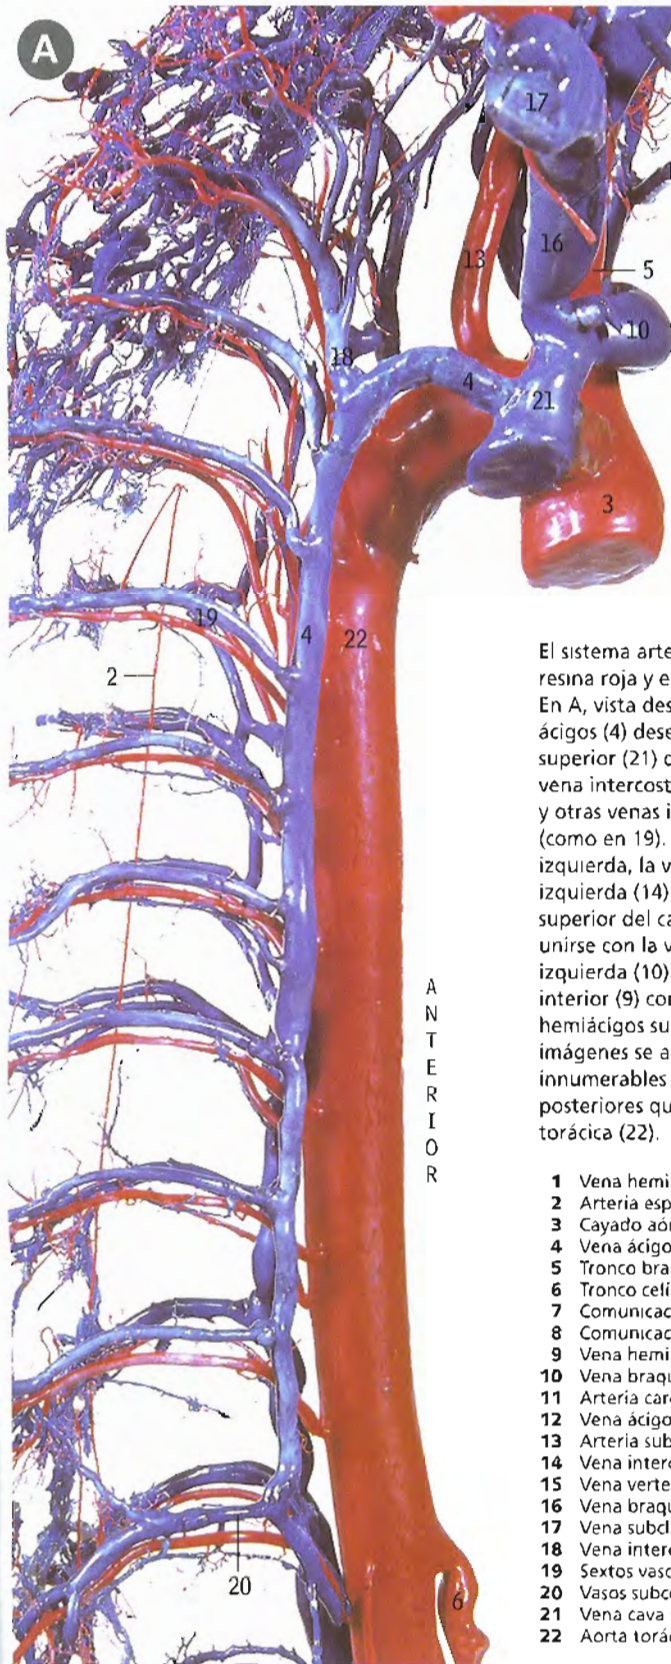 A
17
13
16
5
10
18
4
21
3
19
4
22
2
20
6
A
N
T
E
R
I
O
R
El sistema arte
resina roja y e
En A, vista des
ácigos (4) dese
superior (21) c
vena intercost
y otras venas i
(como en 19).
izquierda, la v
izquierda (14)
superior del ca
unirse con la v
izquierda (10)
interior (9) con
hemiácigos su
imágenes se a
innumerables
posteriores qu
torácica (22).
1 Vena hemi
2 Arteria esp
3 Cayado aó
4 Vena ácigo
5 Tronco bra
6 Tronco celí
7 Comunicac
8 Comunicac
9 Vena hemi
10 Vena braqu
11 Arteria car
12 Vena ácigo
13 Arteria sub
14 Vena interc
15 Vena verte
16 Vena braqu
17 Vena subcl
18 Vena interc
19 Sextos vaso
20 Vasos subco
21 Vena cava
22 Aorta torác